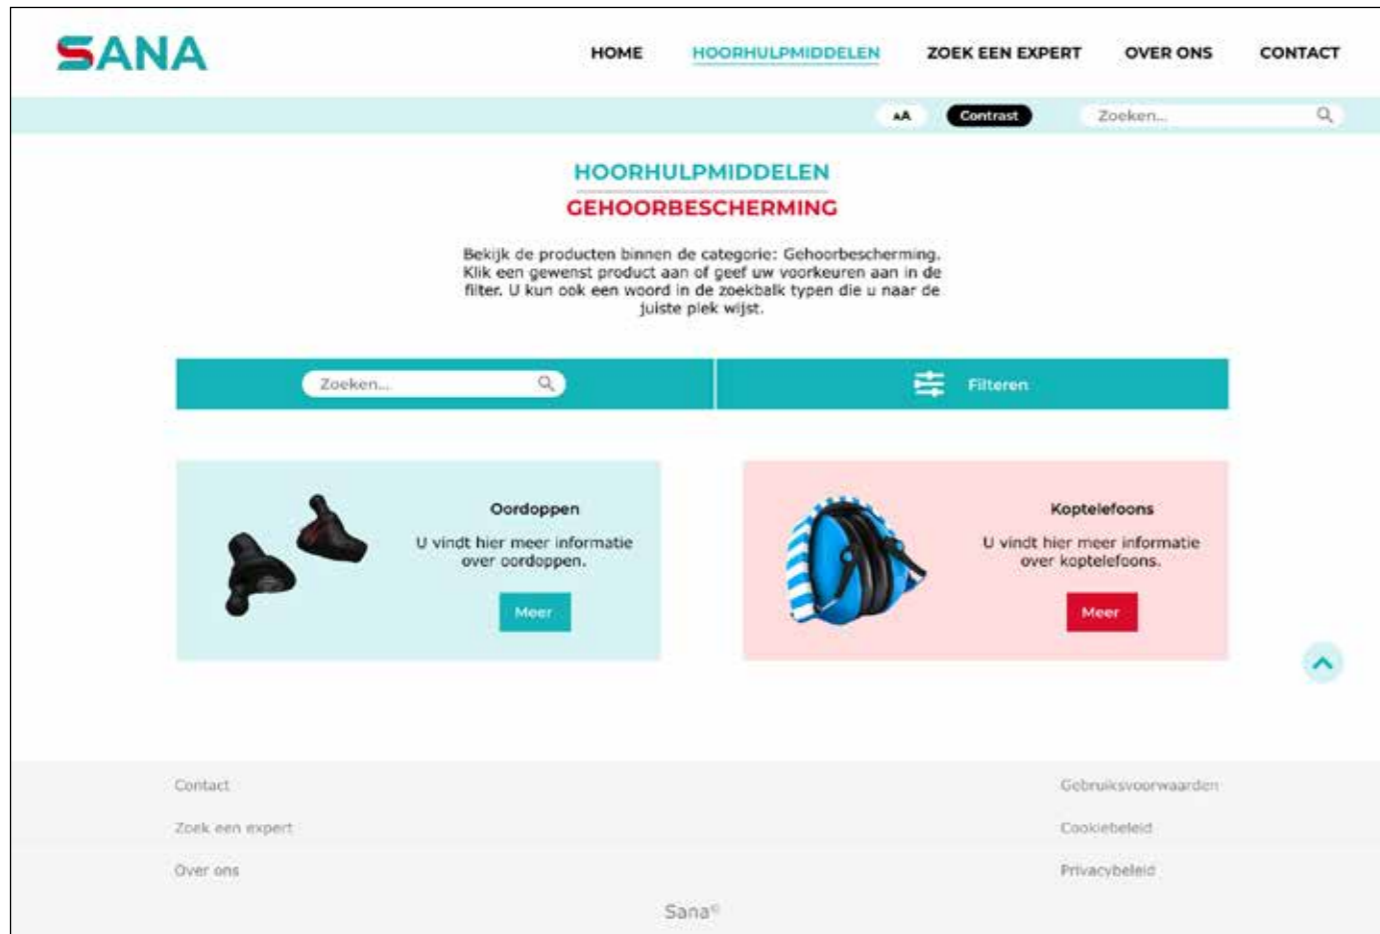 SANA
HOME HOORHULPMIDDELEN ZOEK EEN EXPERT OVER ONS CONTACT
AA Contrast Zoeken...
HOORHULPMIDDELEN
GEHOORBESCHERMING
Bekijk de producten binnen de categorie: Gehoorbescherming.
Klik een gewenst product aan of geef uw voorkeuren aan in de
filter. U kun ook een woord in de zoekbalk typen die u naar de
juiste plek wijst.
Zoeken... Filteren
Oordoppen
U vindt hier meer informatie
over oordoppen.
Meer
Koptelefoons
U vindt hier meer informatie
over koptelefoons.
Meer
Contact Gebruiksvoorwaarden
Zoek een expert Cookiebeleid
Over ons Privacybeleid
Sana©